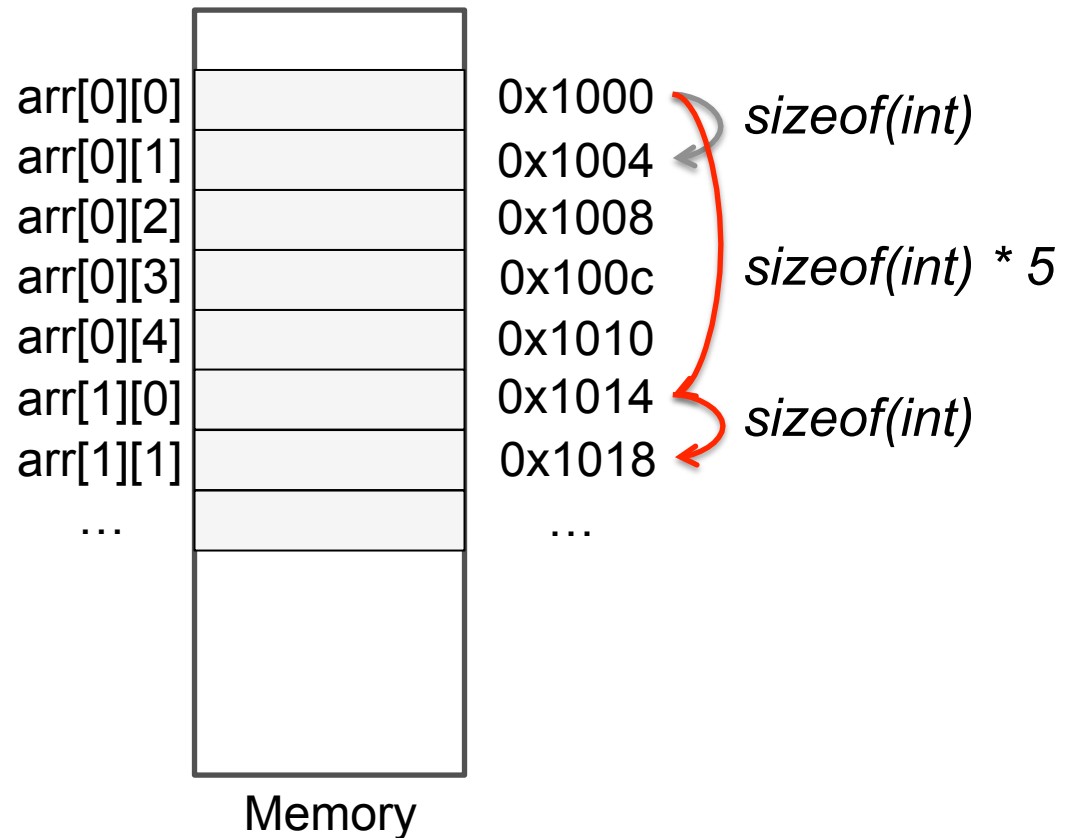 arr[0][0] 0x1000 sizeof(int)
arr[0][1] 0x1004
arr[0][2] 0x1008
arr[0][3] 0x100c sizeof(int) * 5
arr[0][4] 0x1010
arr[1][0] 0x1014 sizeof(int)
arr[1][1] 0x1018
… …
Memory